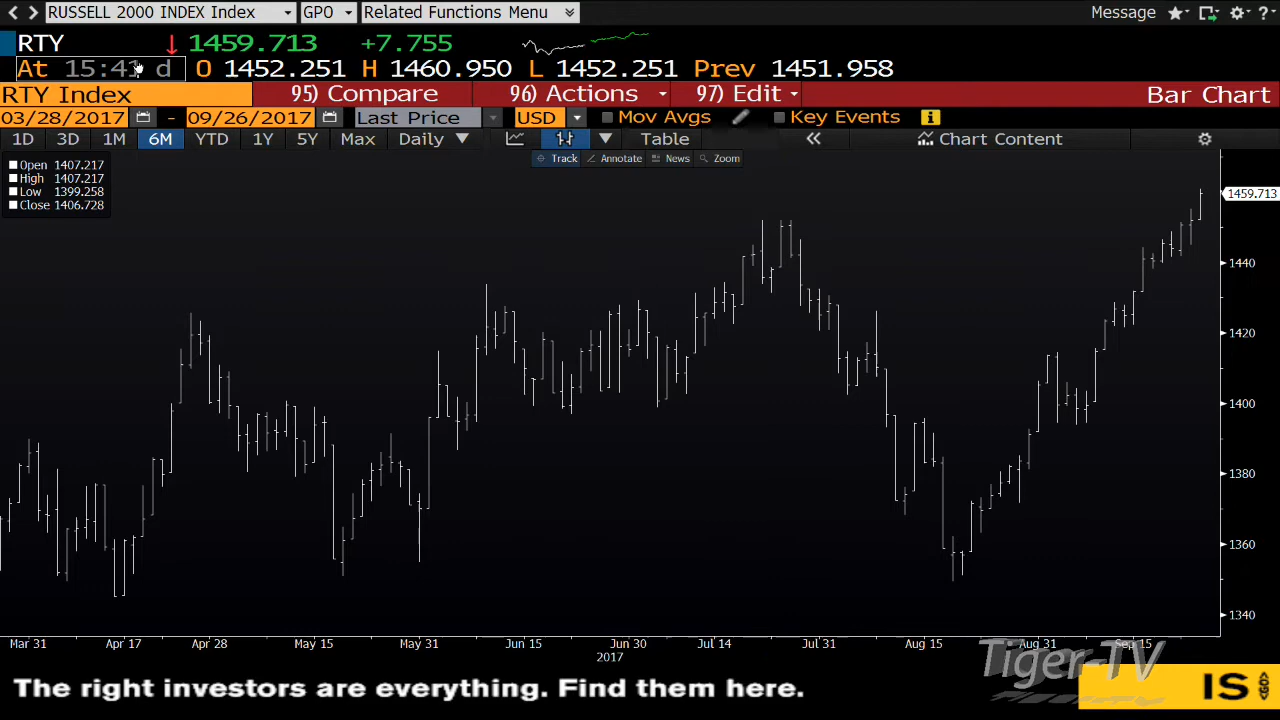 RUSSELL 2000 INDEX Index GPO Related Functions Menu Message ?
RTY 1459.713 +7.755
At 15:41 d O 1452.251 H 1460.950 L 1452.251 Prev 1451.958
RTY Index 95) Compare 96) Actions 97) Edit Bar Chart
03/28/2017 - 09/26/2017 Last Price USD Mov Avgs Key Events i
1D 3D 1M 6M YTD 1Y 5Y Max Daily Table « Chart Content
Track Annotate News Zoom
Open 1407.217
High 1407.217
Low 1399.258
Close 1406.728
1459.713
1440
1420
1400
1380
1360
1340
Mar 31 Apr 17 Apr 28 May 15 May 31 Jun 15 Jun 30 Jul 14 Jul 31 Aug 15 Aug 31 Sep 15
2017
Tiger-TV
The right investors are everything. Find them here.
IS